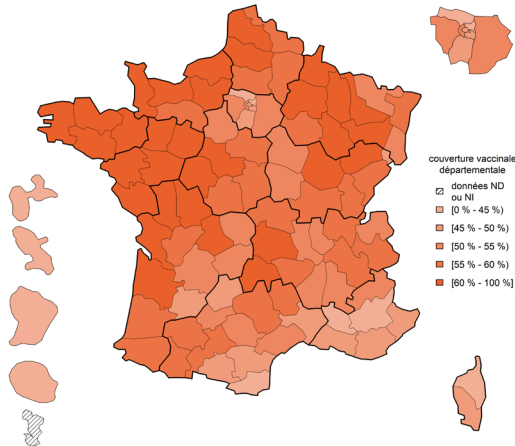 couverture vaccinale
départementale
données ND
ou NI
[0 % - 45 %)
[45 % - 50 %)
[50 % - 55 %)
[55 % - 60 %)
[60 % - 100 %]